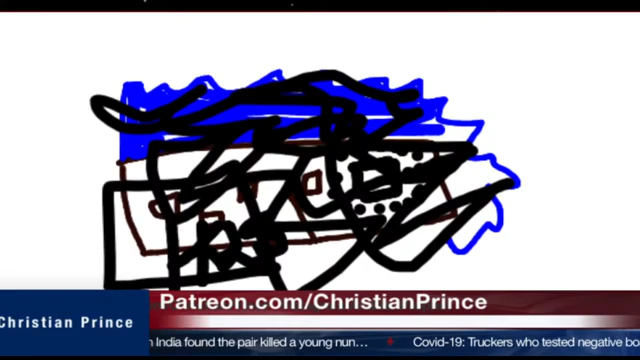 Patreon.com/ChristianPrince
Christian Prince
n India found the pair killed a young nun… Covid-19: Truckers who tested negative bo